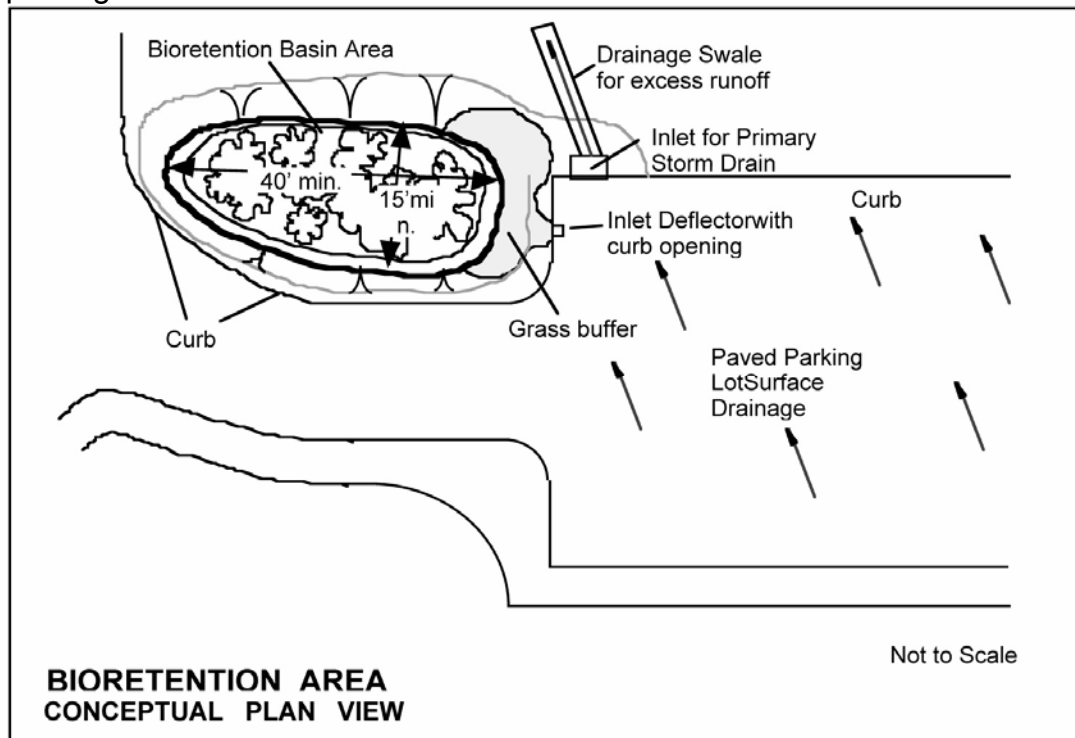 Bioretention Basin Area
Drainage Swale
for excess runoff
Inlet for Primary
Storm Drain
40' min.
15'mi
n.
Curb
Inlet Deflectorwith
curb opening
Grass buffer
Curb
Paved Parking
LotSurface
Drainage
Not to Scale
BIORETENTION AREA
CONCEPTUAL PLAN VIEW